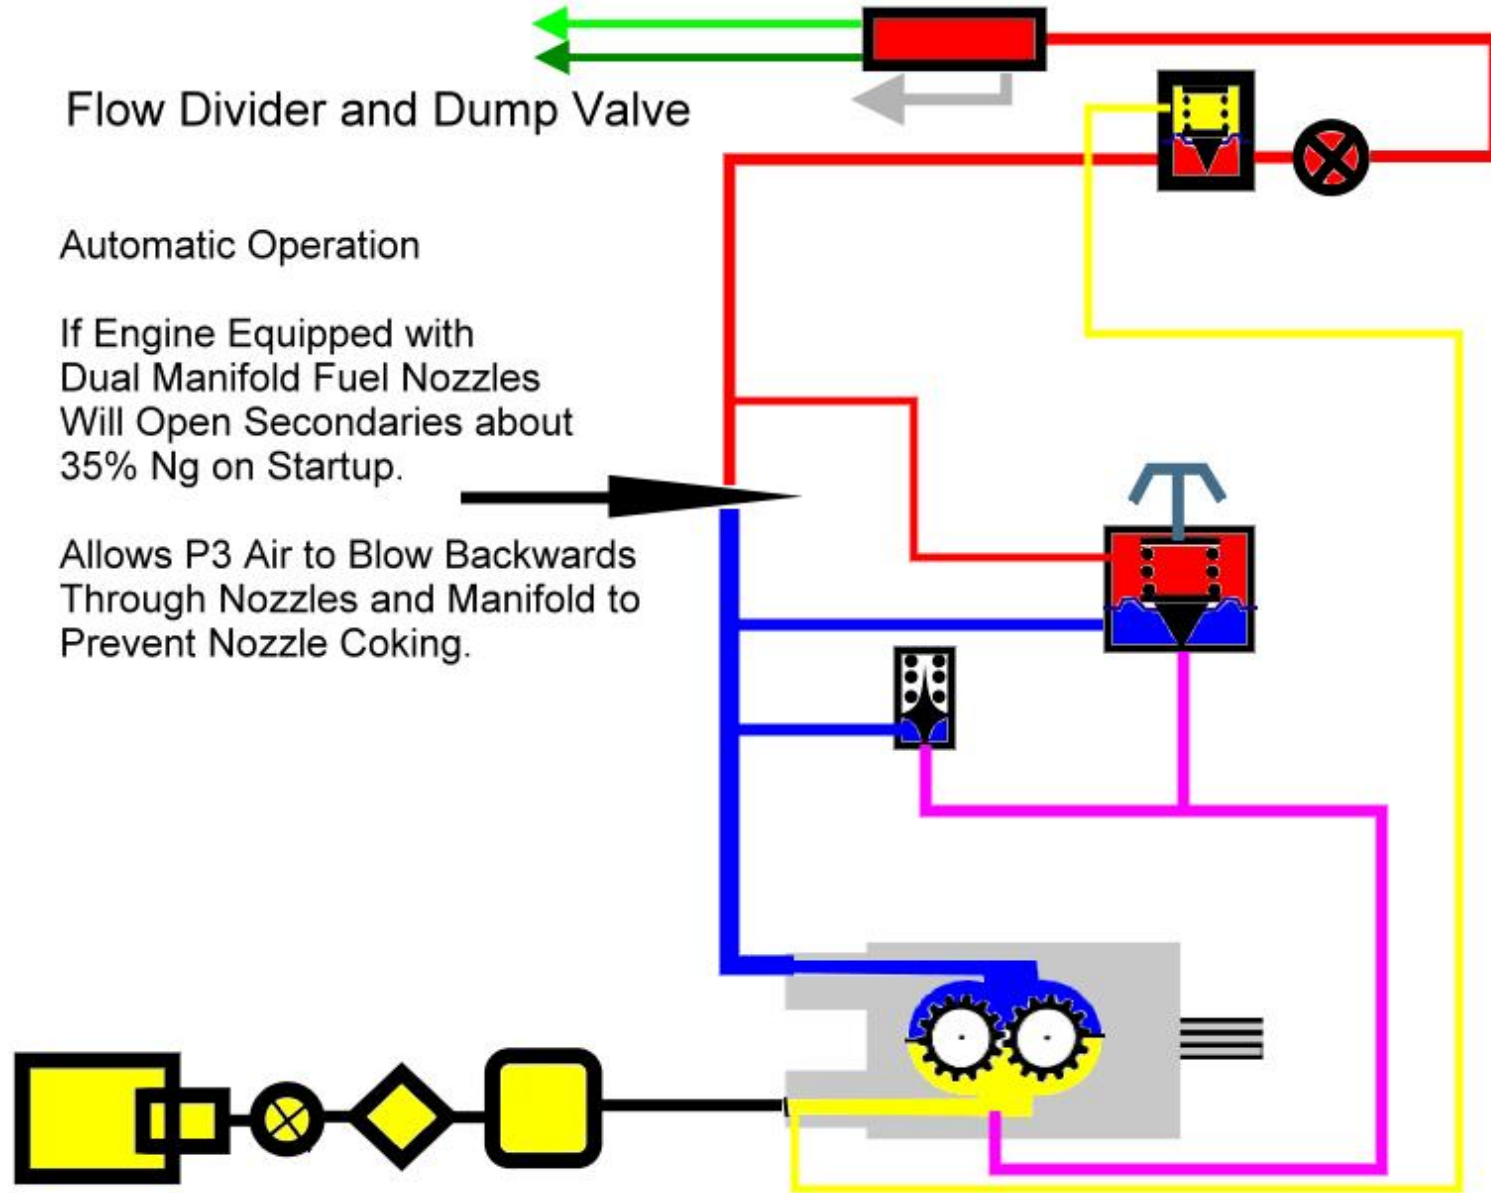 Flow Divider and Dump Valve
Automatic Operation
If Engine Equipped with
Dual Manifold Fuel Nozzles
Will Open Secondaries about
35% Ng on Startup.
Allows P3 Air to Blow Backwards
Through Nozzles and Manifold to
Prevent Nozzle Coking.